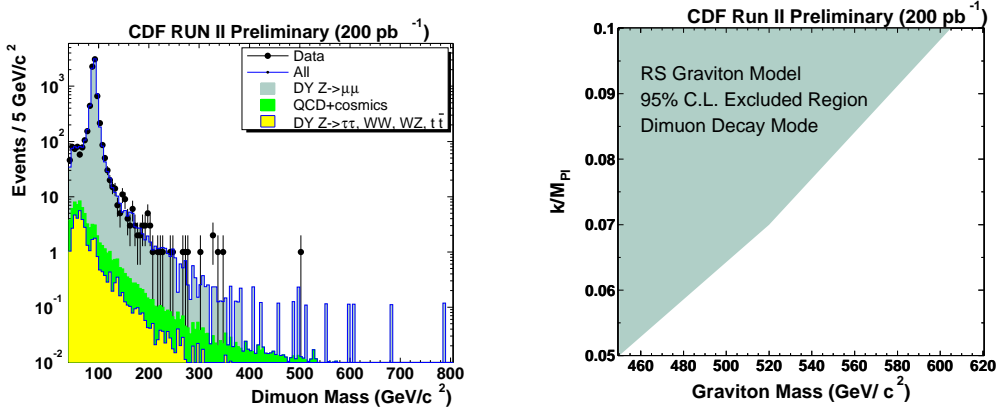 CDF RUN II Preliminary (200 pb⁻¹)
Events / 5 GeV/c²
10³
10²
10
1
10⁻¹
10⁻²
Data
All
DY Z->μμ
QCD+cosmics
DY Z->ττ, WW, WZ, tt̄
100 200 300 400 500 600 700 800
Dimuon Mass (GeV/c²)
CDF Run II Preliminary (200 pb⁻¹)
k/M_Pl
0.1
0.09
0.08
0.07
0.06
0.05
RS Graviton Model
95% C.L. Excluded Region
Dimuon Decay Mode
460 480 500 520 540 560 580 600 620
Graviton Mass (GeV/ c²)